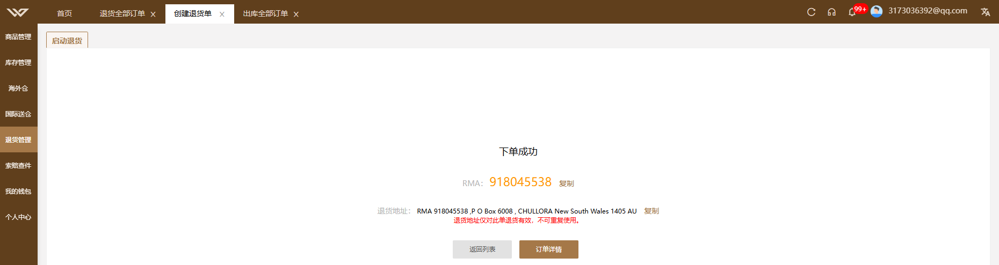 首页 退货全部订单 × 创建退货单 × 出库全部订单 × 99+ 3173036392@qq.com
商品管理
库存管理
海外仓
国际送仓
退货管理
索赔查件
我的钱包
个人中心
启动退货
下单成功
RMA： 918045538 复制
退货地址： RMA 918045538 ,P O Box 6008 , CHULLORA New South Wales 1405 AU 复制
退货地址仅对此单退货有效，不可重复使用。
返回列表 订单详情